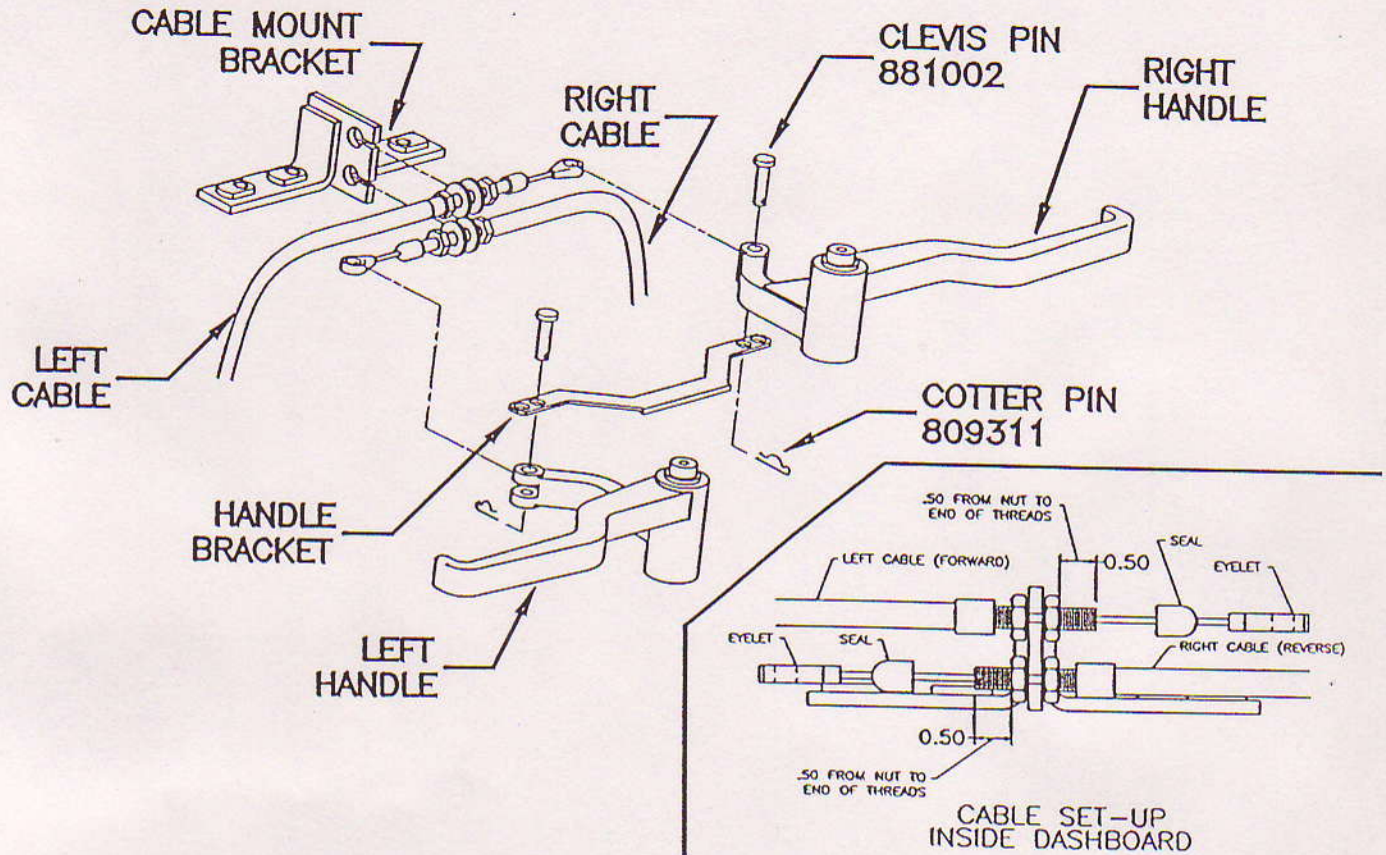 CABLE MOUNT
BRACKET
CLEVIS PIN
881002
RIGHT
HANDLE
RIGHT
CABLE
LEFT
CABLE
COTTER PIN
809311
HANDLE
BRACKET
LEFT
HANDLE
.50 FROM NUT TO
END OF THREADS
SEAL
LEFT CABLE (FORWARD)
0.50
EYELET
EYELET
SEAL
RIGHT CABLE (REVERSE)
0.50
.50 FROM NUT TO
END OF THREADS
CABLE SET-UP
INSIDE DASHBOARD